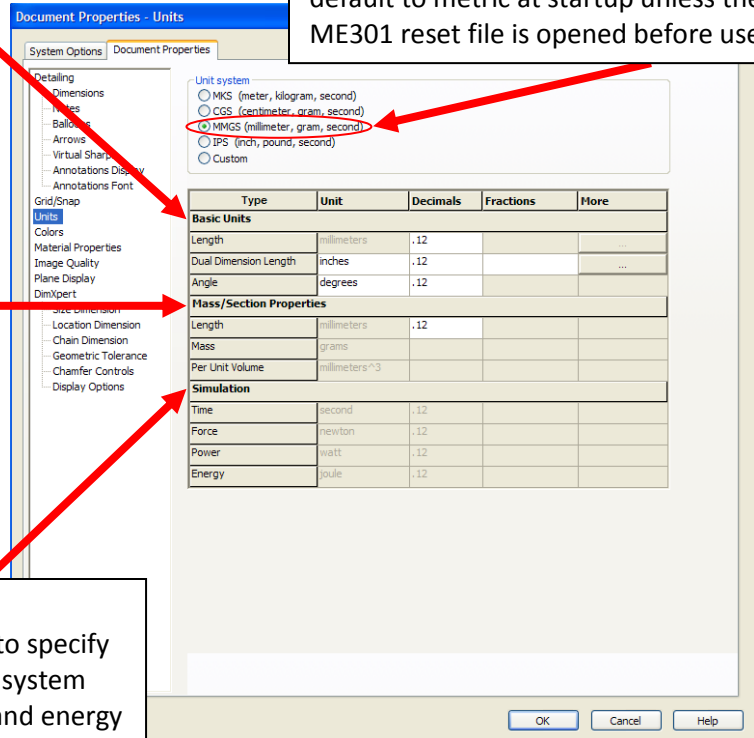 default to metric at startup unless the
ME301 reset file is opened before use
Document Properties - Units
System Options Document Properties
Detailing
Dimensions
Notes
Balloons
Arrows
Virtual Sharps
Annotations Display
Annotations Font
Grid/Snap
Units
Colors
Material Properties
Image Quality
Plane Display
DimXpert
Size Dimension
Location Dimension
Chain Dimension
Geometric Tolerance
Chamfer Controls
Display Options
Unit system
MKS (meter, kilogram, second)
CGS (centimeter, gram, second)
MMGS (millimeter, gram, second)
IPS (inch, pound, second)
Custom
Type Unit Decimals Fractions More
Basic Units
Length millimeters .12 ...
Dual Dimension Length inches .12 ...
Angle degrees .12
Mass/Section Properties
Length millimeters .12
Mass grams
Per Unit Volume millimeters^3
Simulation
Time second .12
Force newton .12
Power watt .12
Energy joule .12
to specify
system
and energy
OK Cancel Help